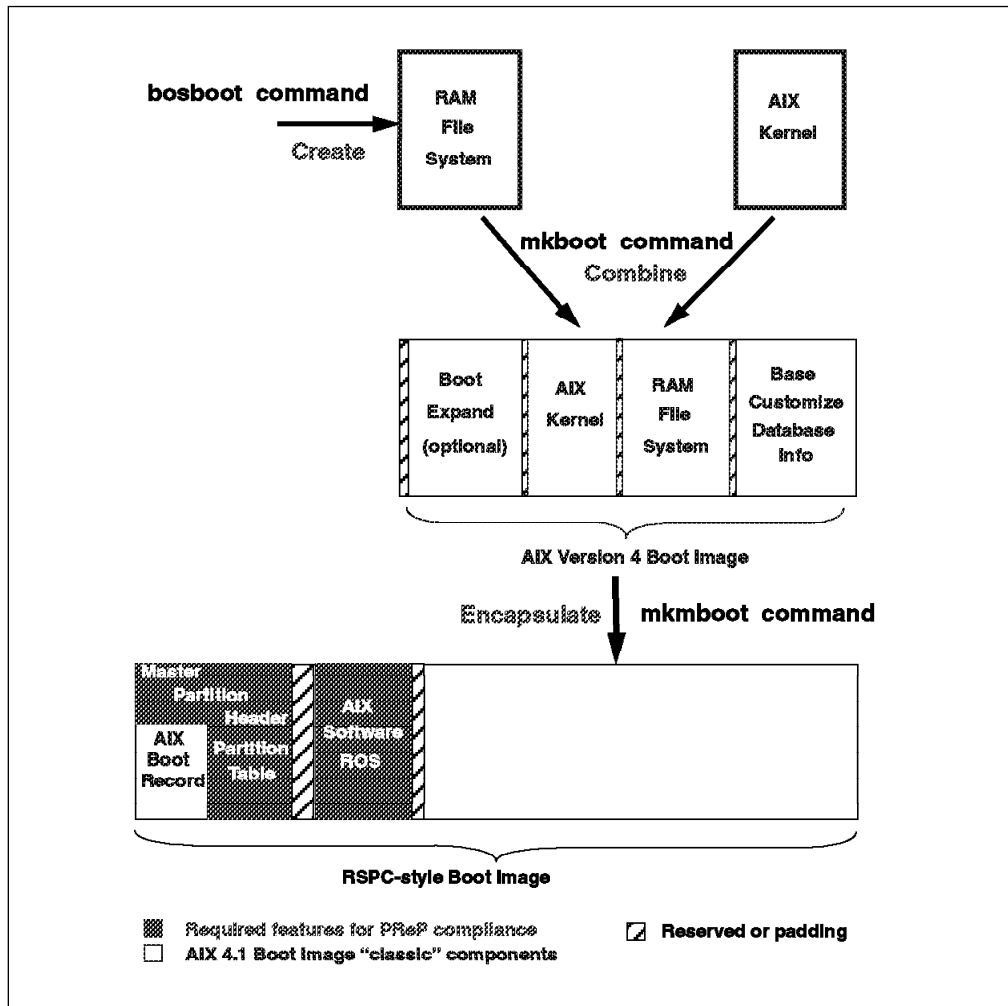 bosboot command
Create
RAM
File
System
AIX
Kernel
mkboot command
Combine
Boot
Expand
(optional)
AIX
Kernel
RAM
File
System
Base
Customize
Database
Info
AIX Version 4 Boot Image
Encapsulate
mkmboot command
Master
Partition
Header
AIX
Boot
Record
Partition
Table
AIX
Software
ROS
RSPC-style Boot Image
Required features for PReP compliance
Reserved or padding
AIX 4.1 Boot Image “classic” components